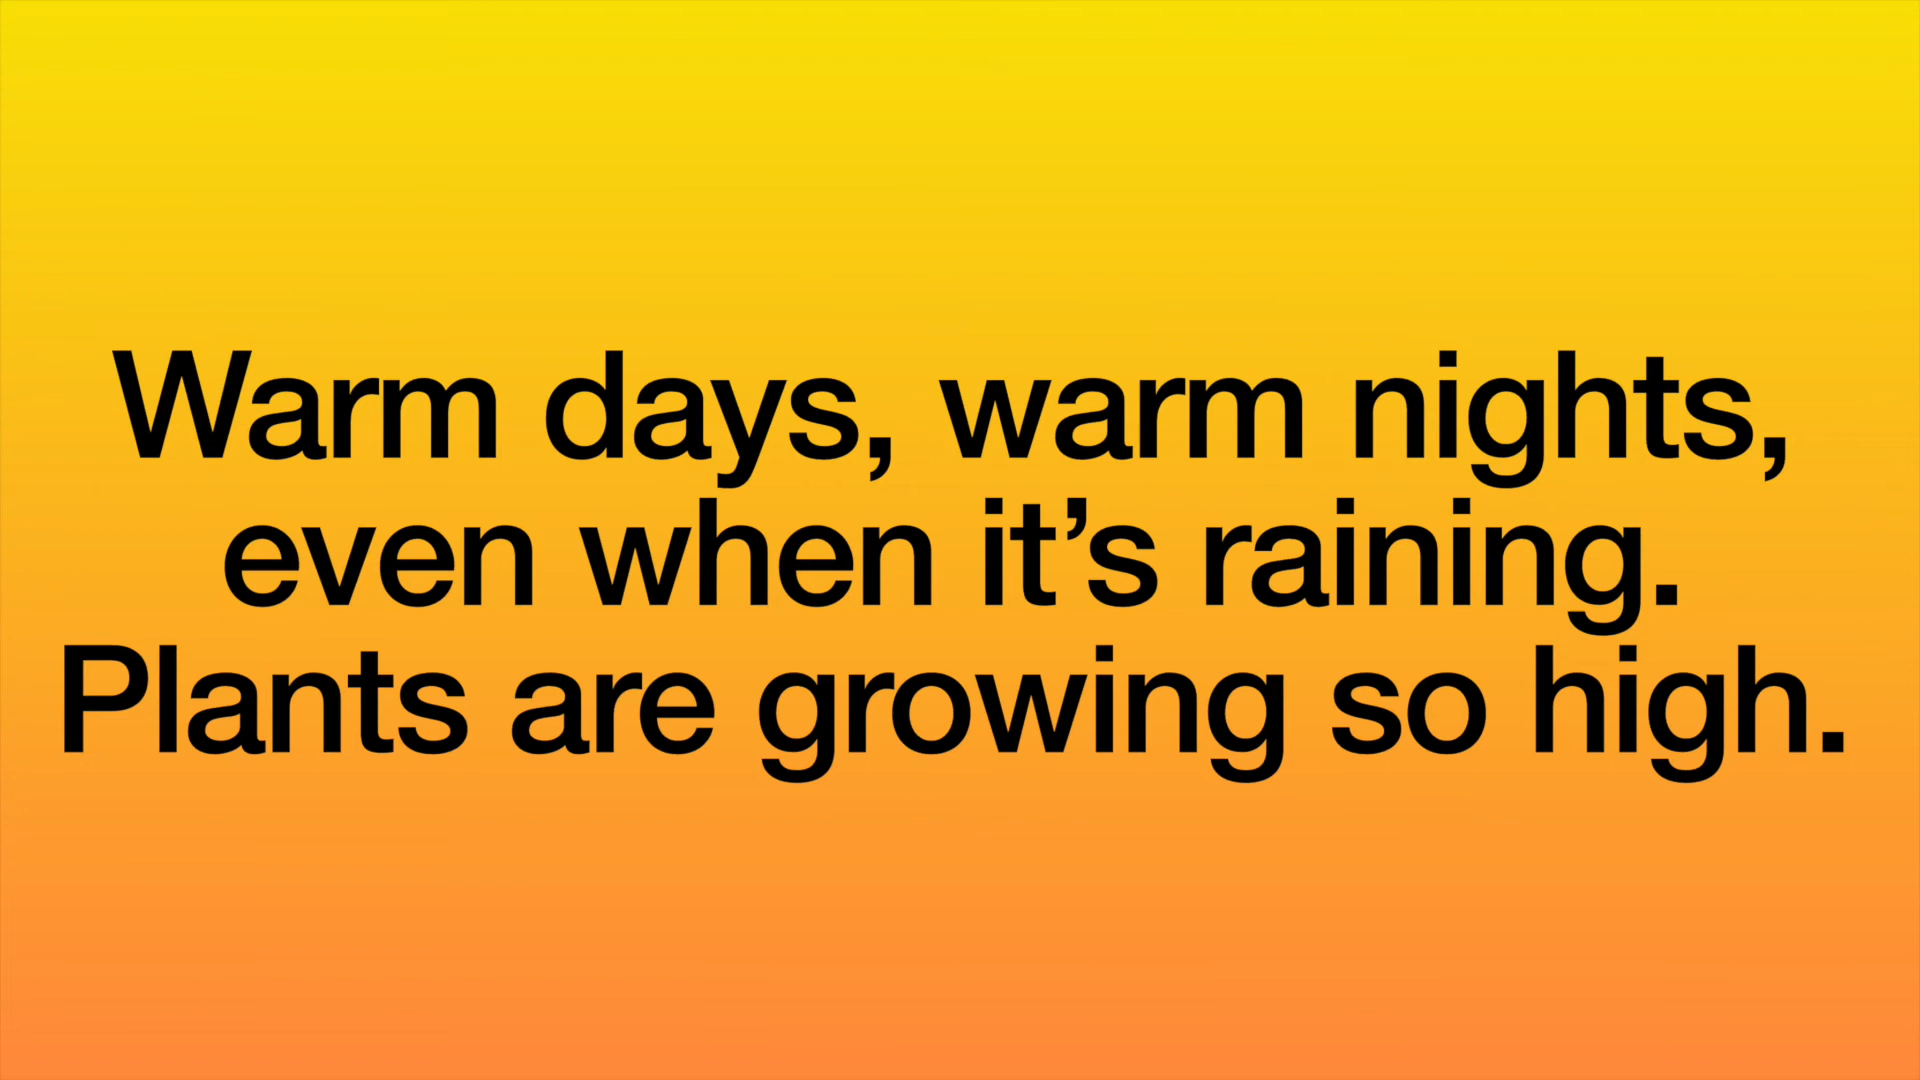 Warm days, warm nights,
even when it’s raining.
Plants are growing so high.